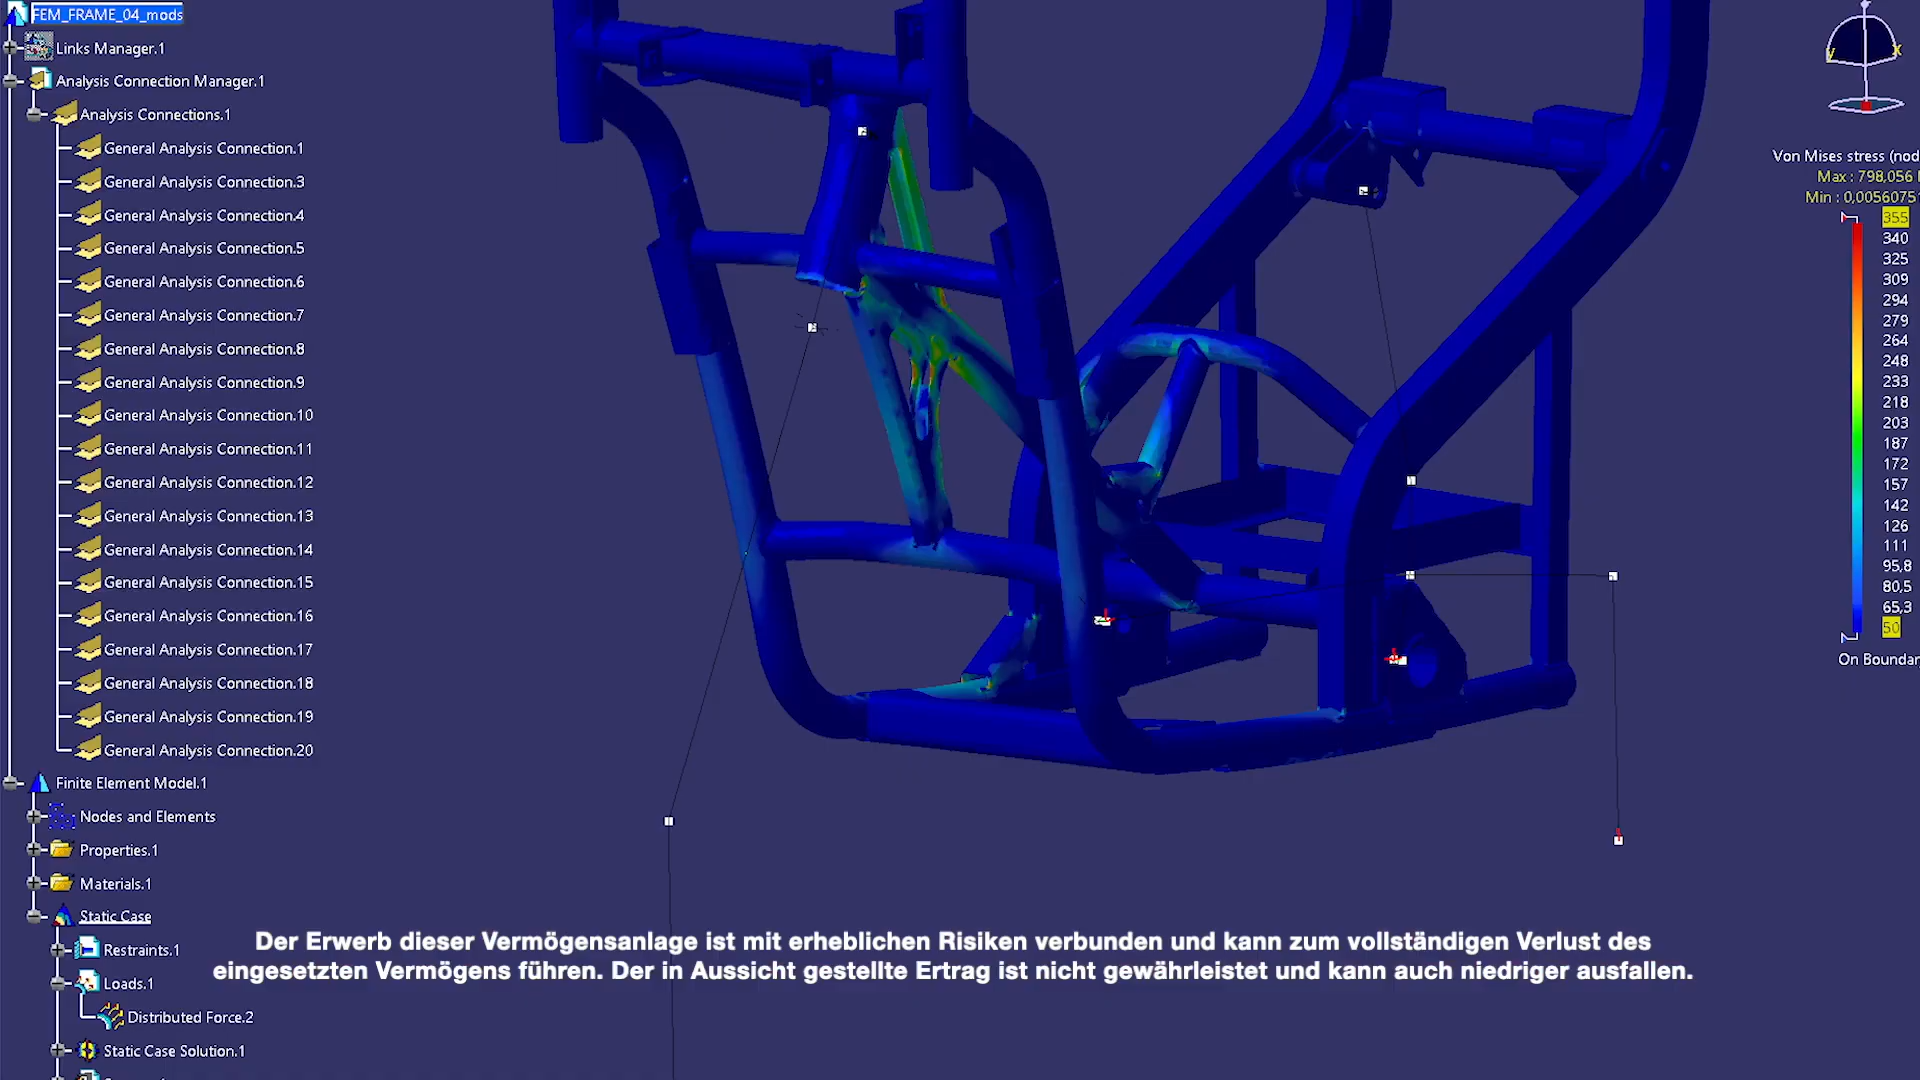 FEM_FRAME_04_mods
Links Manager.1
Analysis Connection Manager.1
Analysis Connections.1
General Analysis Connection.1
General Analysis Connection.3
General Analysis Connection.4
General Analysis Connection.5
General Analysis Connection.6
General Analysis Connection.7
General Analysis Connection.8
General Analysis Connection.9
General Analysis Connection.10
General Analysis Connection.11
General Analysis Connection.12
General Analysis Connection.13
General Analysis Connection.14
General Analysis Connection.15
General Analysis Connection.16
General Analysis Connection.17
General Analysis Connection.18
General Analysis Connection.19
General Analysis Connection.20
Finite Element Model.1
Nodes and Elements
Properties.1
Materials.1
Static Case
Restraints.1
Loads.1
Distributed Force.2
Static Case Solution.1
Y
X
Von Mises stress (nod
Max : 798,056
Min : 0,0056075
355
340
325
309
294
279
264
248
233
218
203
187
172
157
142
126
111
95,8
80,5
65,3
50
On Boundar
Der Erwerb dieser Vermögensanlage ist mit erheblichen Risiken verbunden und kann zum vollständigen Verlust des
eingesetzten Vermögens führen. Der in Aussicht gestellte Ertrag ist nicht gewährleistet und kann auch niedriger ausfallen.